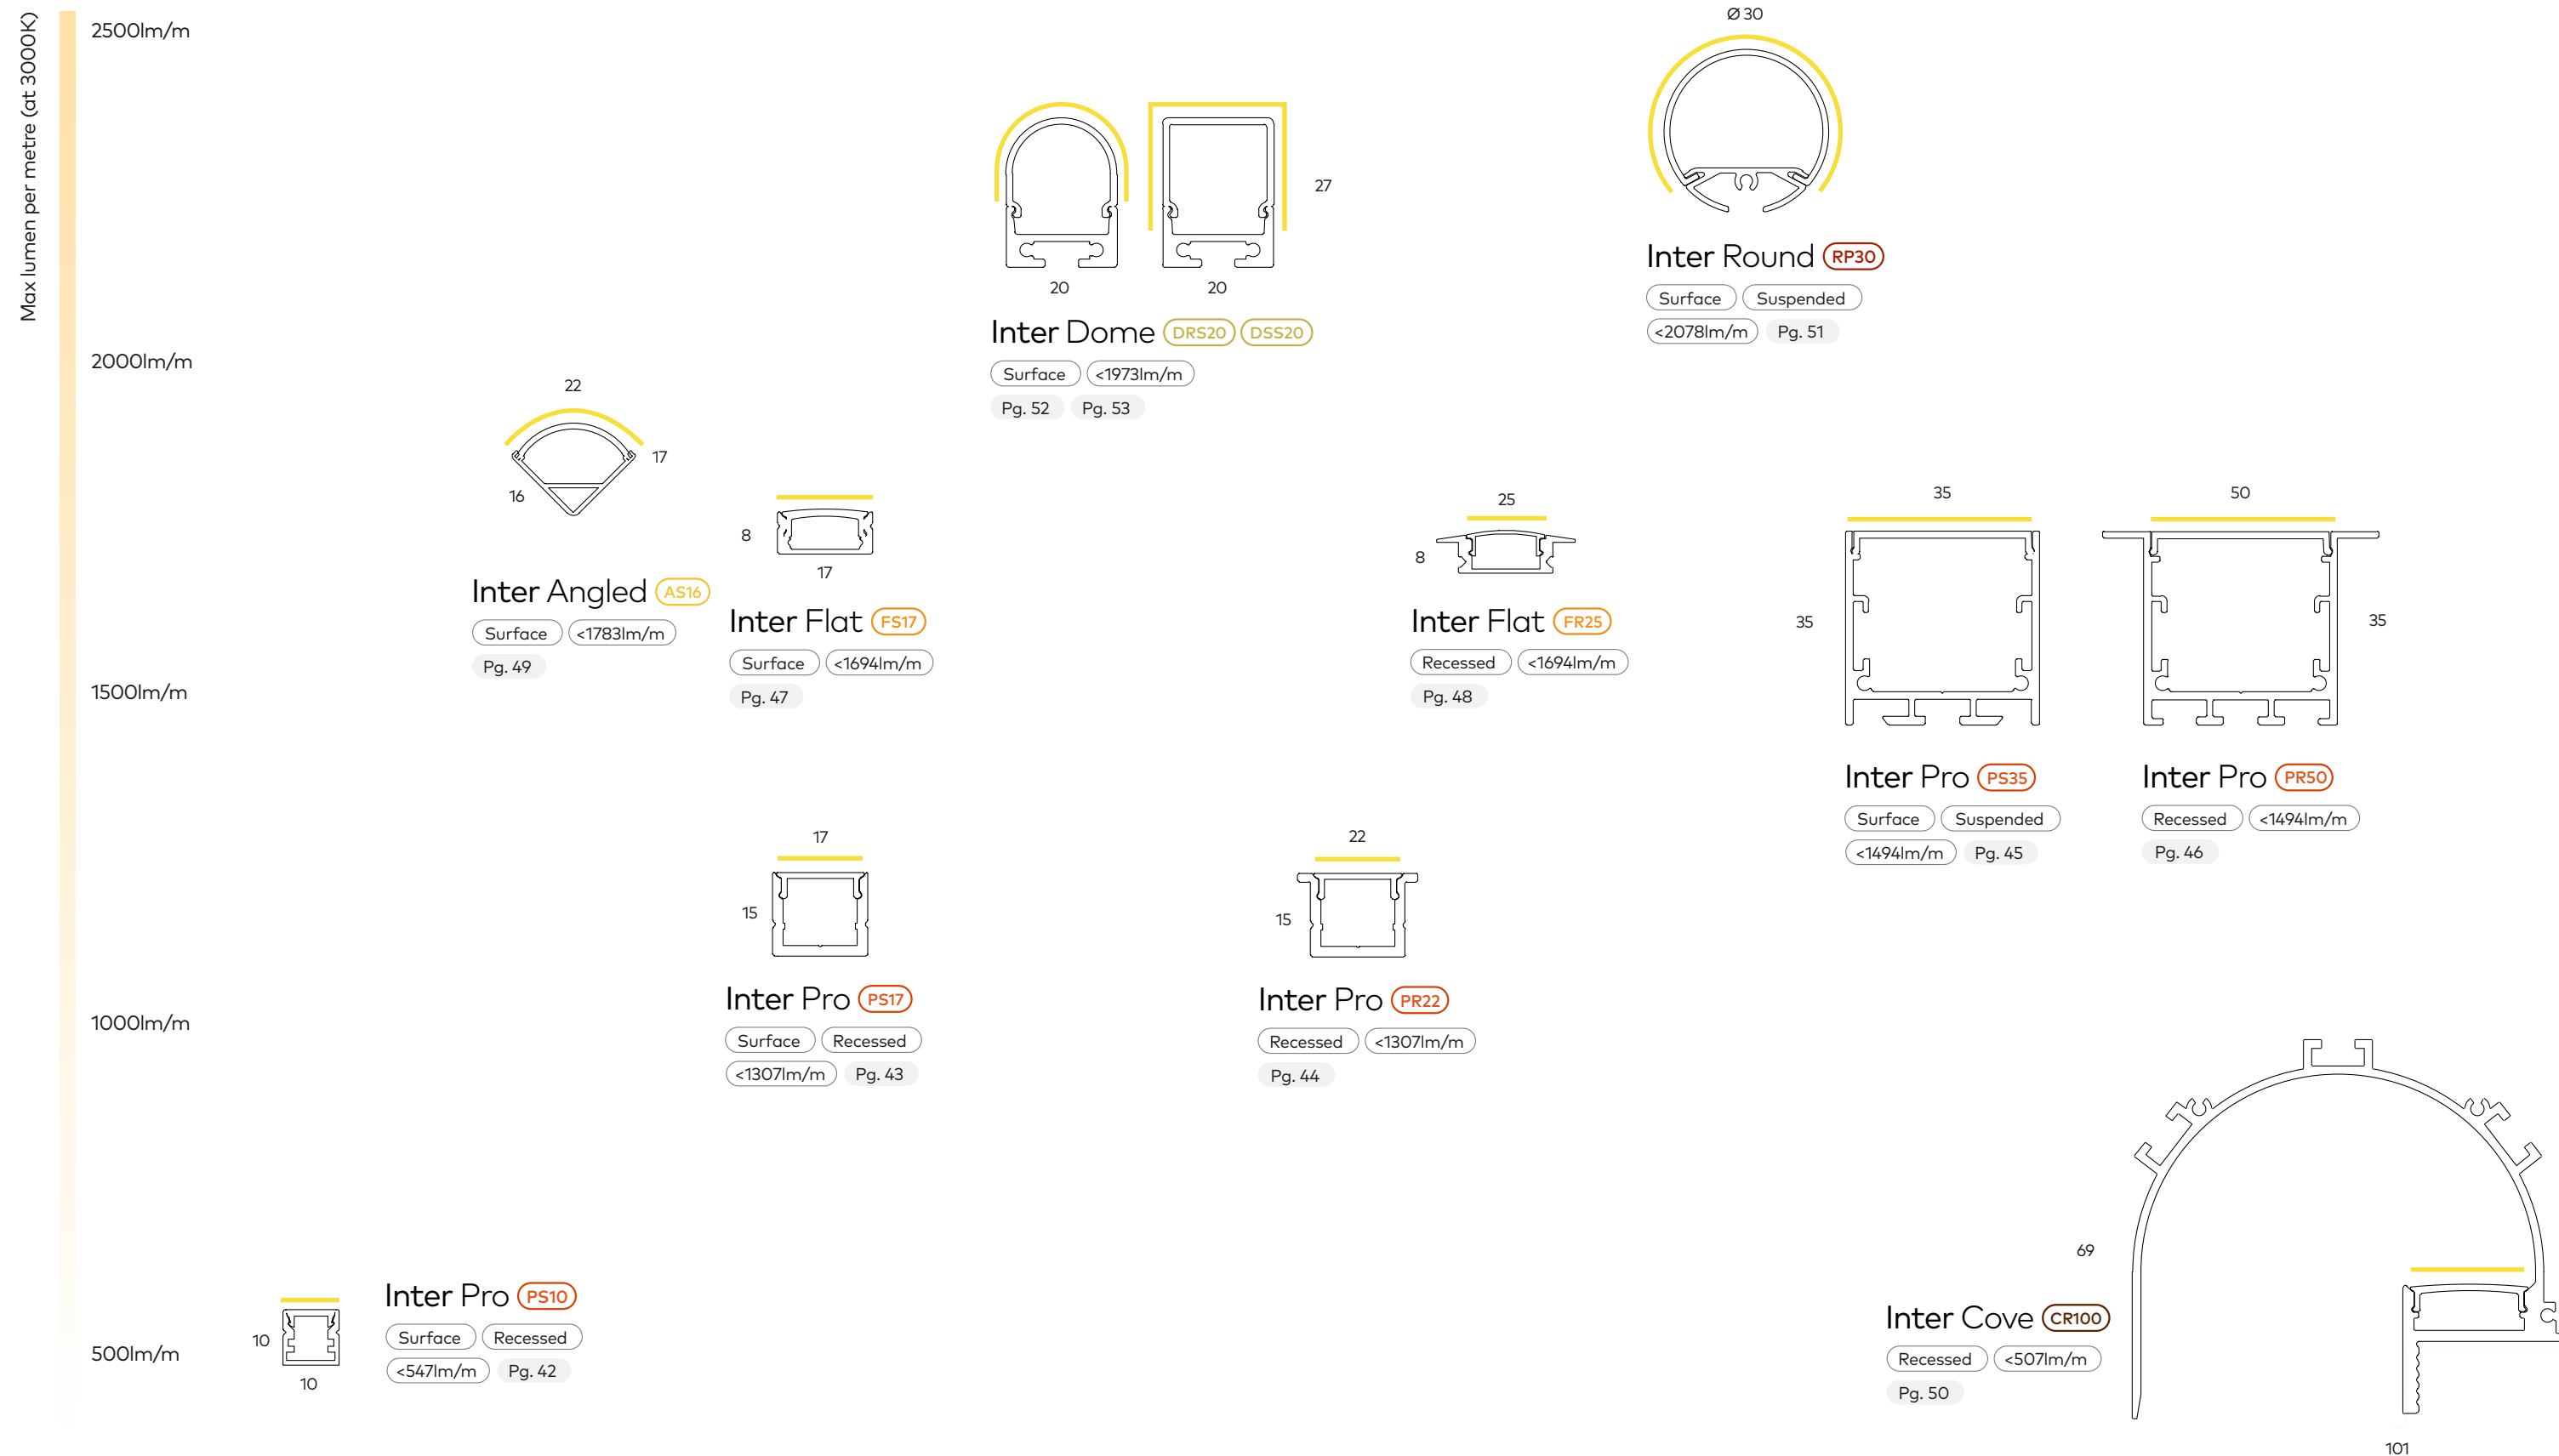 Max lumen per metre (at 3000K)
2500lm/m
2000lm/m
1500lm/m
1000lm/m
500lm/m
Ø 30
Inter Round RP30
Surface Suspended
<2078lm/m Pg. 51
27
20 20
Inter Dome DRS20 DSS20
Surface <1973lm/m
Pg. 52 Pg. 53
22
17
16
Inter Angled AS16
Surface <1783lm/m
Pg. 49
8
17
Inter Flat FS17
Surface <1694lm/m
Pg. 47
25
8
Inter Flat FR25
Recessed <1694lm/m
Pg. 48
35
35
Inter Pro PS35
Surface Suspended
<1494lm/m Pg. 45
50
35
Inter Pro PR50
Recessed <1494lm/m
Pg. 46
17
15
Inter Pro PS17
Surface Recessed
<1307lm/m Pg. 43
22
15
Inter Pro PR22
Recessed <1307lm/m
Pg. 44
10
10
Inter Pro PS10
Surface Recessed
<547lm/m Pg. 42
69
Inter Cove CR100
Recessed <507lm/m
Pg. 50
101